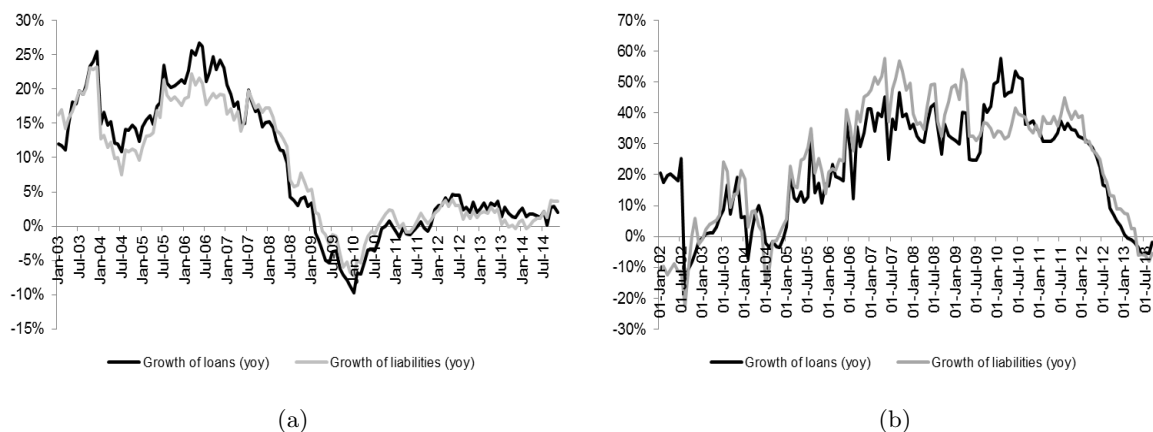 30%
25%
20%
15%
10%
5%
0%
-5%
-10%
-15%
Jan-03
Jul-03
Jan-04
Jul-04
Jan-05
Jul-05
Jan-06
Jul-06
Jan-07
Jul-07
Jan-08
Jul-08
Jan-09
Jul-09
Jan-10
Jul-10
Jan-11
Jul-11
Jan-12
Jul-12
Jan-13
Jul-13
Jan-14
Jul-14
Growth of loans (yoy) Growth of liabilities (yoy)
(a)
70%
60%
50%
40%
30%
20%
10%
0%
-10%
-20%
-30%
01-Jan-02
01-Jul-02
01-Jan-03
01-Jul-03
01-Jan-04
01-Jul-04
01-Jan-05
01-Jul-05
01-Jan-06
01-Jul-06
01-Jan-07
01-Jul-07
01-Jan-08
01-Jul-08
01-Jan-09
01-Jul-09
01-Jan-10
01-Jul-10
01-Jan-11
01-Jul-11
01-Jan-12
01-Jul-12
01-Jan-13
01-Jul-13
Growth of loans (yoy) Growth of liabilities (yoy)
(b)